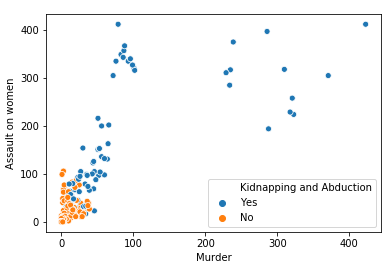 400
300
200
100
0
Assault on women
Kidnapping and Abduction
Yes
No
0 100 200 300 400
Murder